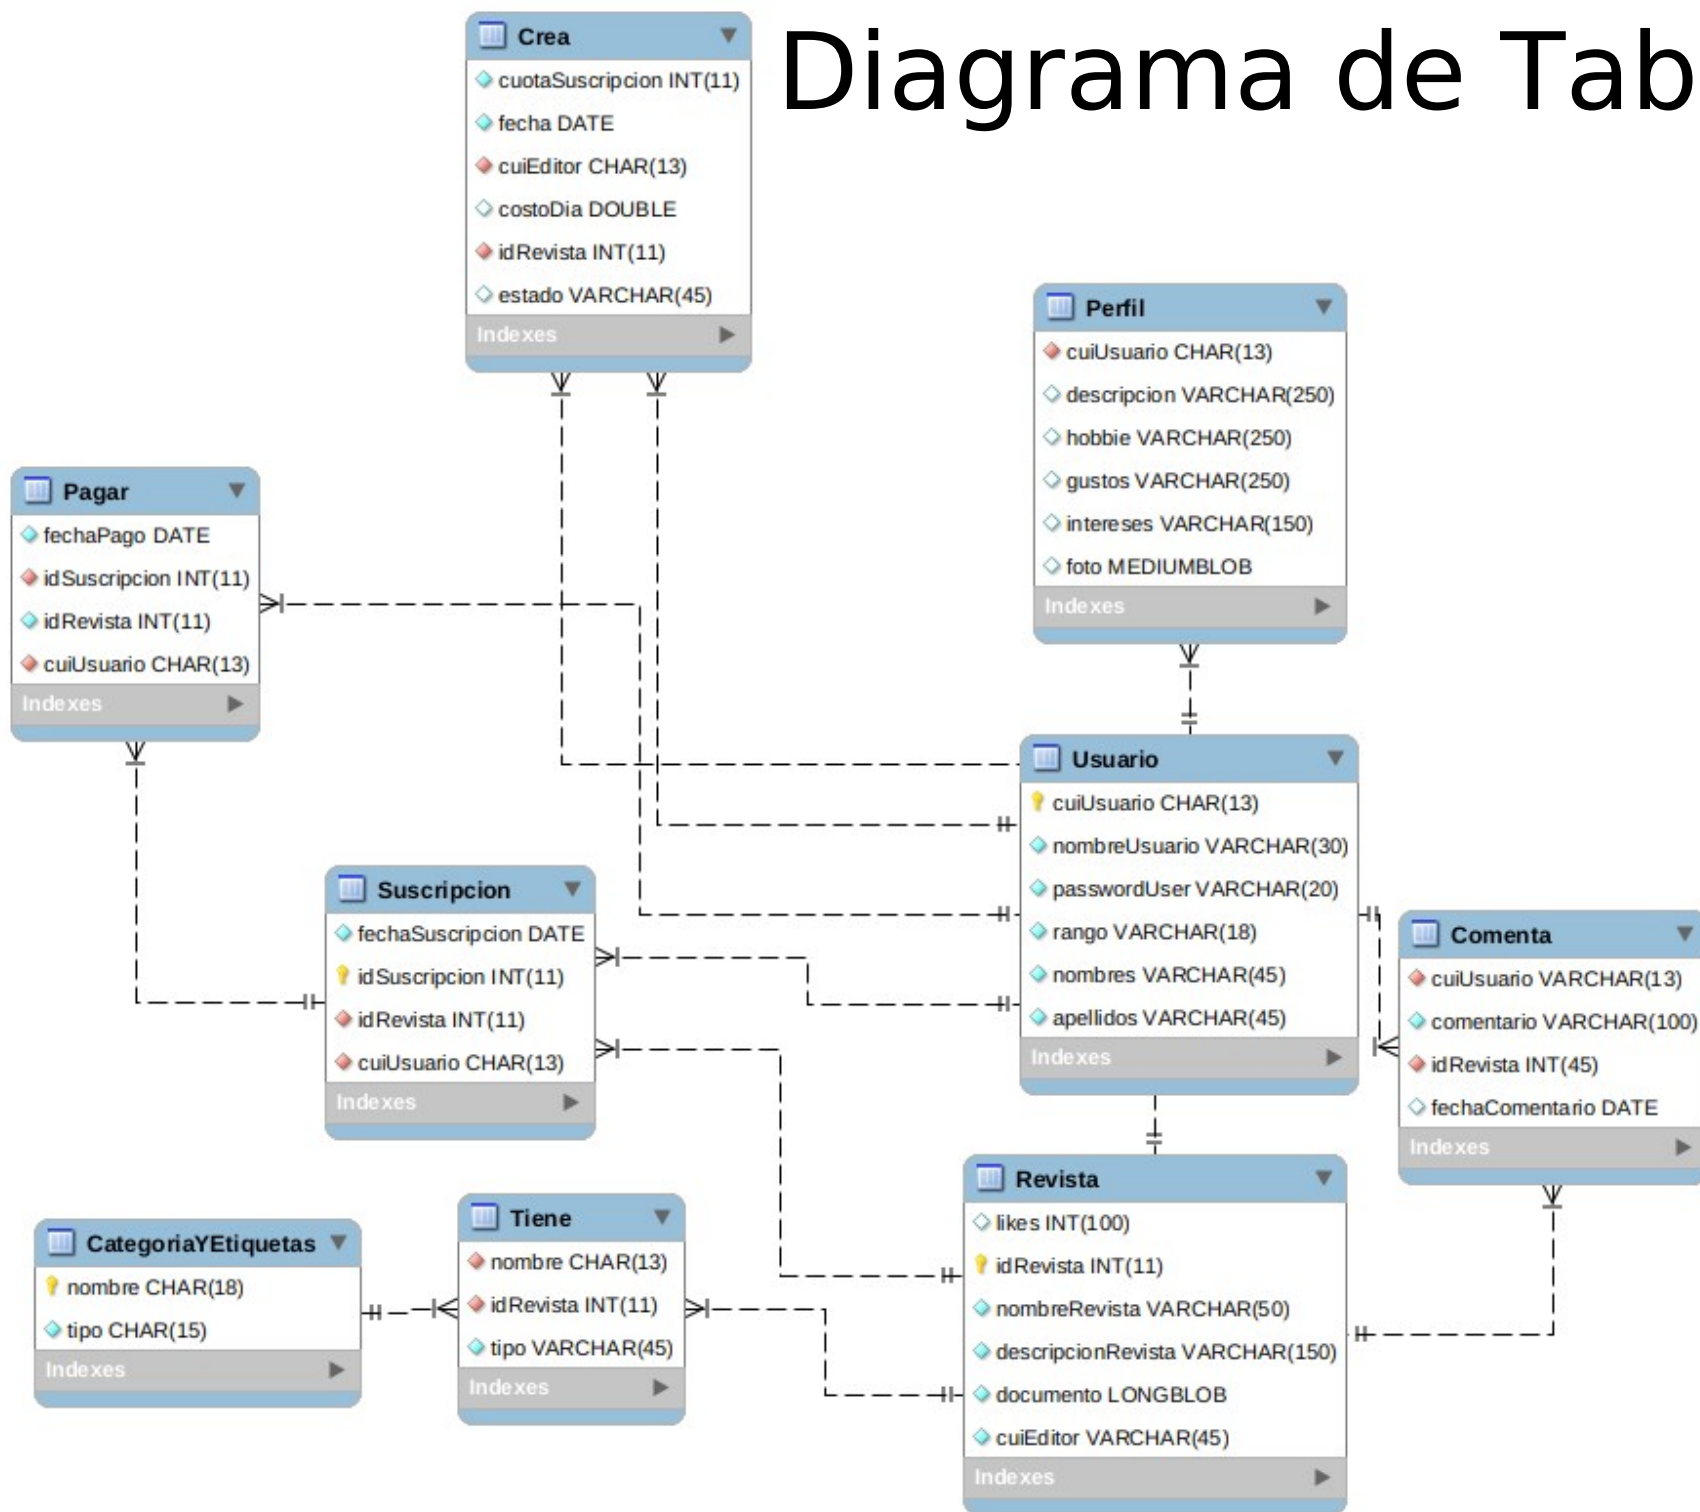 Diagrama de Tab
Crea
cuotaSuscripcion INT(11)
fecha DATE
cuiEditor CHAR(13)
costoDia DOUBLE
idRevista INT(11)
estado VARCHAR(45)
Indexes
Perfil
cuiUsuario CHAR(13)
descripcion VARCHAR(250)
hobbie VARCHAR(250)
gustos VARCHAR(250)
intereses VARCHAR(150)
foto MEDIUMBLOB
Indexes
Pagar
fechaPago DATE
idSuscripcion INT(11)
idRevista INT(11)
cuiUsuario CHAR(13)
Indexes
Usuario
cuiUsuario CHAR(13)
nombreUsuario VARCHAR(30)
passwordUser VARCHAR(20)
rango VARCHAR(18)
nombres VARCHAR(45)
apellidos VARCHAR(45)
Indexes
Suscripcion
fechaSuscripcion DATE
idSuscripcion INT(11)
idRevista INT(11)
cuiUsuario CHAR(13)
Indexes
Comenta
cuiUsuario VARCHAR(13)
comentario VARCHAR(100)
idRevista INT(45)
fechaComentario DATE
Indexes
CategoriaYEtiquetas
nombre CHAR(18)
tipo CHAR(15)
Indexes
Tiene
nombre CHAR(13)
idRevista INT(11)
tipo VARCHAR(45)
Indexes
Revista
likes INT(100)
idRevista INT(11)
nombreRevista VARCHAR(50)
descripcionRevista VARCHAR(150)
documento LONGBLOB
cuiEditor VARCHAR(45)
Indexes